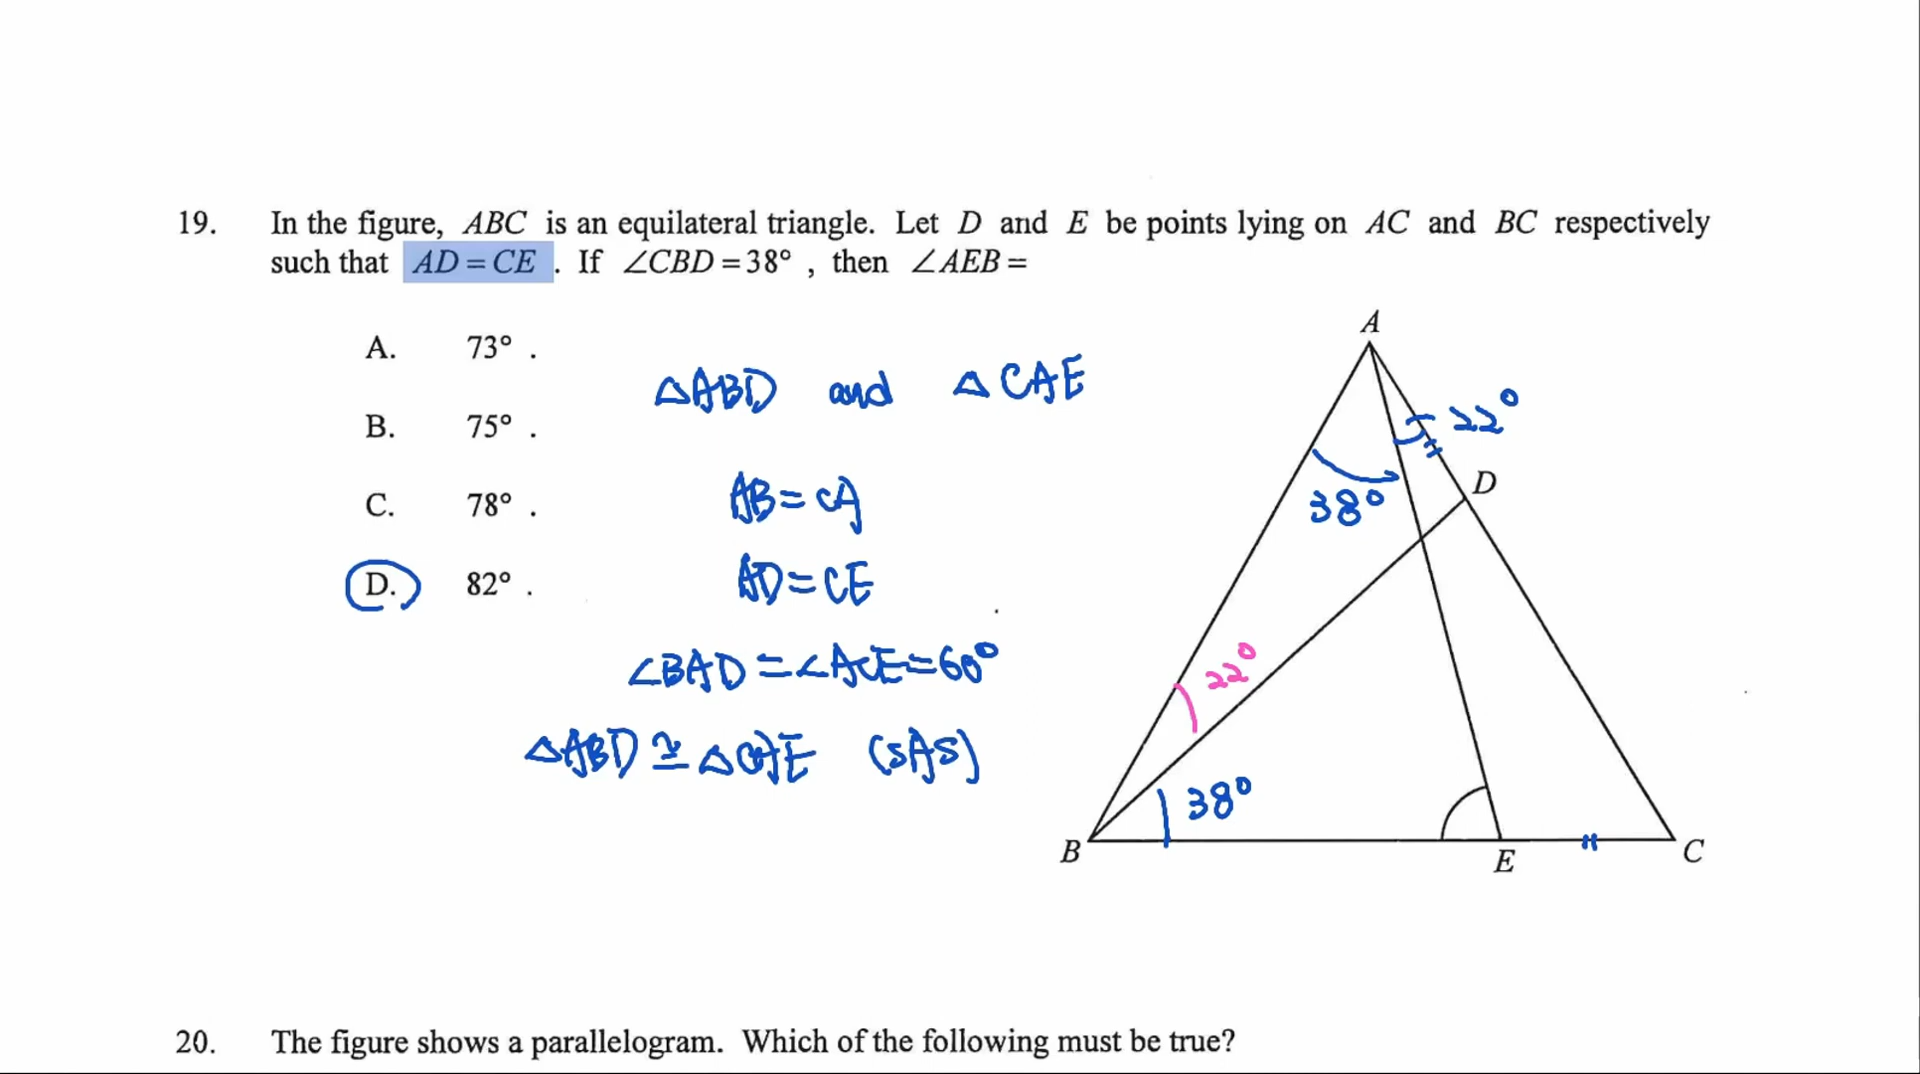 19. In the figure, ABC is an equilateral triangle. Let D and E be points lying on AC and BC respectively
such that AD = CE . If ∠CBD = 38° , then ∠AEB =
A. 73° .
B. 75° .
C. 78° .
D. 82° .
△ABD and △CAE
AB = CA
AD = CE
∠BAD = ∠ACE = 60°
△ABD ≅ △CAE (SAS)
A
22°
D
38°
22°
38°
B
E
C
20. The figure shows a parallelogram. Which of the following must be true?